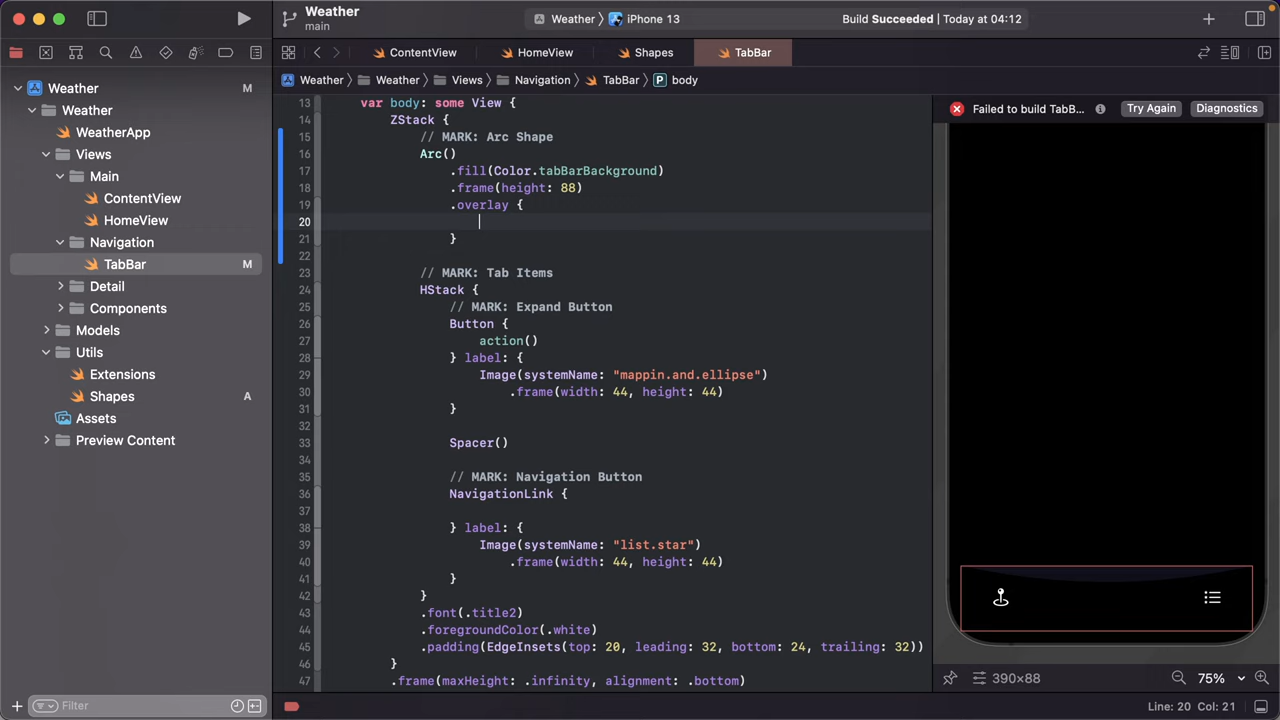 Weather
main
Weather 〉 iPhone 13
Build Succeeded | Today at 04:12
ContentView
HomeView
Shapes
TabBar
Weather 〉 Weather 〉 Views 〉 Navigation 〉 TabBar 〉 P body
Weather M
Weather
WeatherApp
Views
Main
ContentView
HomeView
Navigation
TabBar M
Detail
Components
Models
Utils
Extensions
Shapes A
Assets
Preview Content
Filter
13 var body: some View {
14 ZStack {
15 // MARK: Arc Shape
16 Arc()
17 .fill(Color.tabBarBackground)
18 .frame(height: 88)
19 .overlay {
20
21 }
22
23 // MARK: Tab Items
24 HStack {
25 // MARK: Expand Button
26 Button {
27 action()
28 } label: {
29 Image(systemName: "mappin.and.ellipse")
30 .frame(width: 44, height: 44)
31 }
32
33 Spacer()
34
35 // MARK: Navigation Button
36 NavigationLink {
37
38 } label: {
39 Image(systemName: "list.star")
40 .frame(width: 44, height: 44)
41 }
42 }
43 .font(.title2)
44 .foregroundColor(.white)
45 .padding(EdgeInsets(top: 20, leading: 32, bottom: 24, trailing: 32))
46 }
47 .frame(maxHeight: .infinity, alignment: .bottom)
Failed to build TabB...
Try Again
Diagnostics
390×88
75%
Line: 20 Col: 21